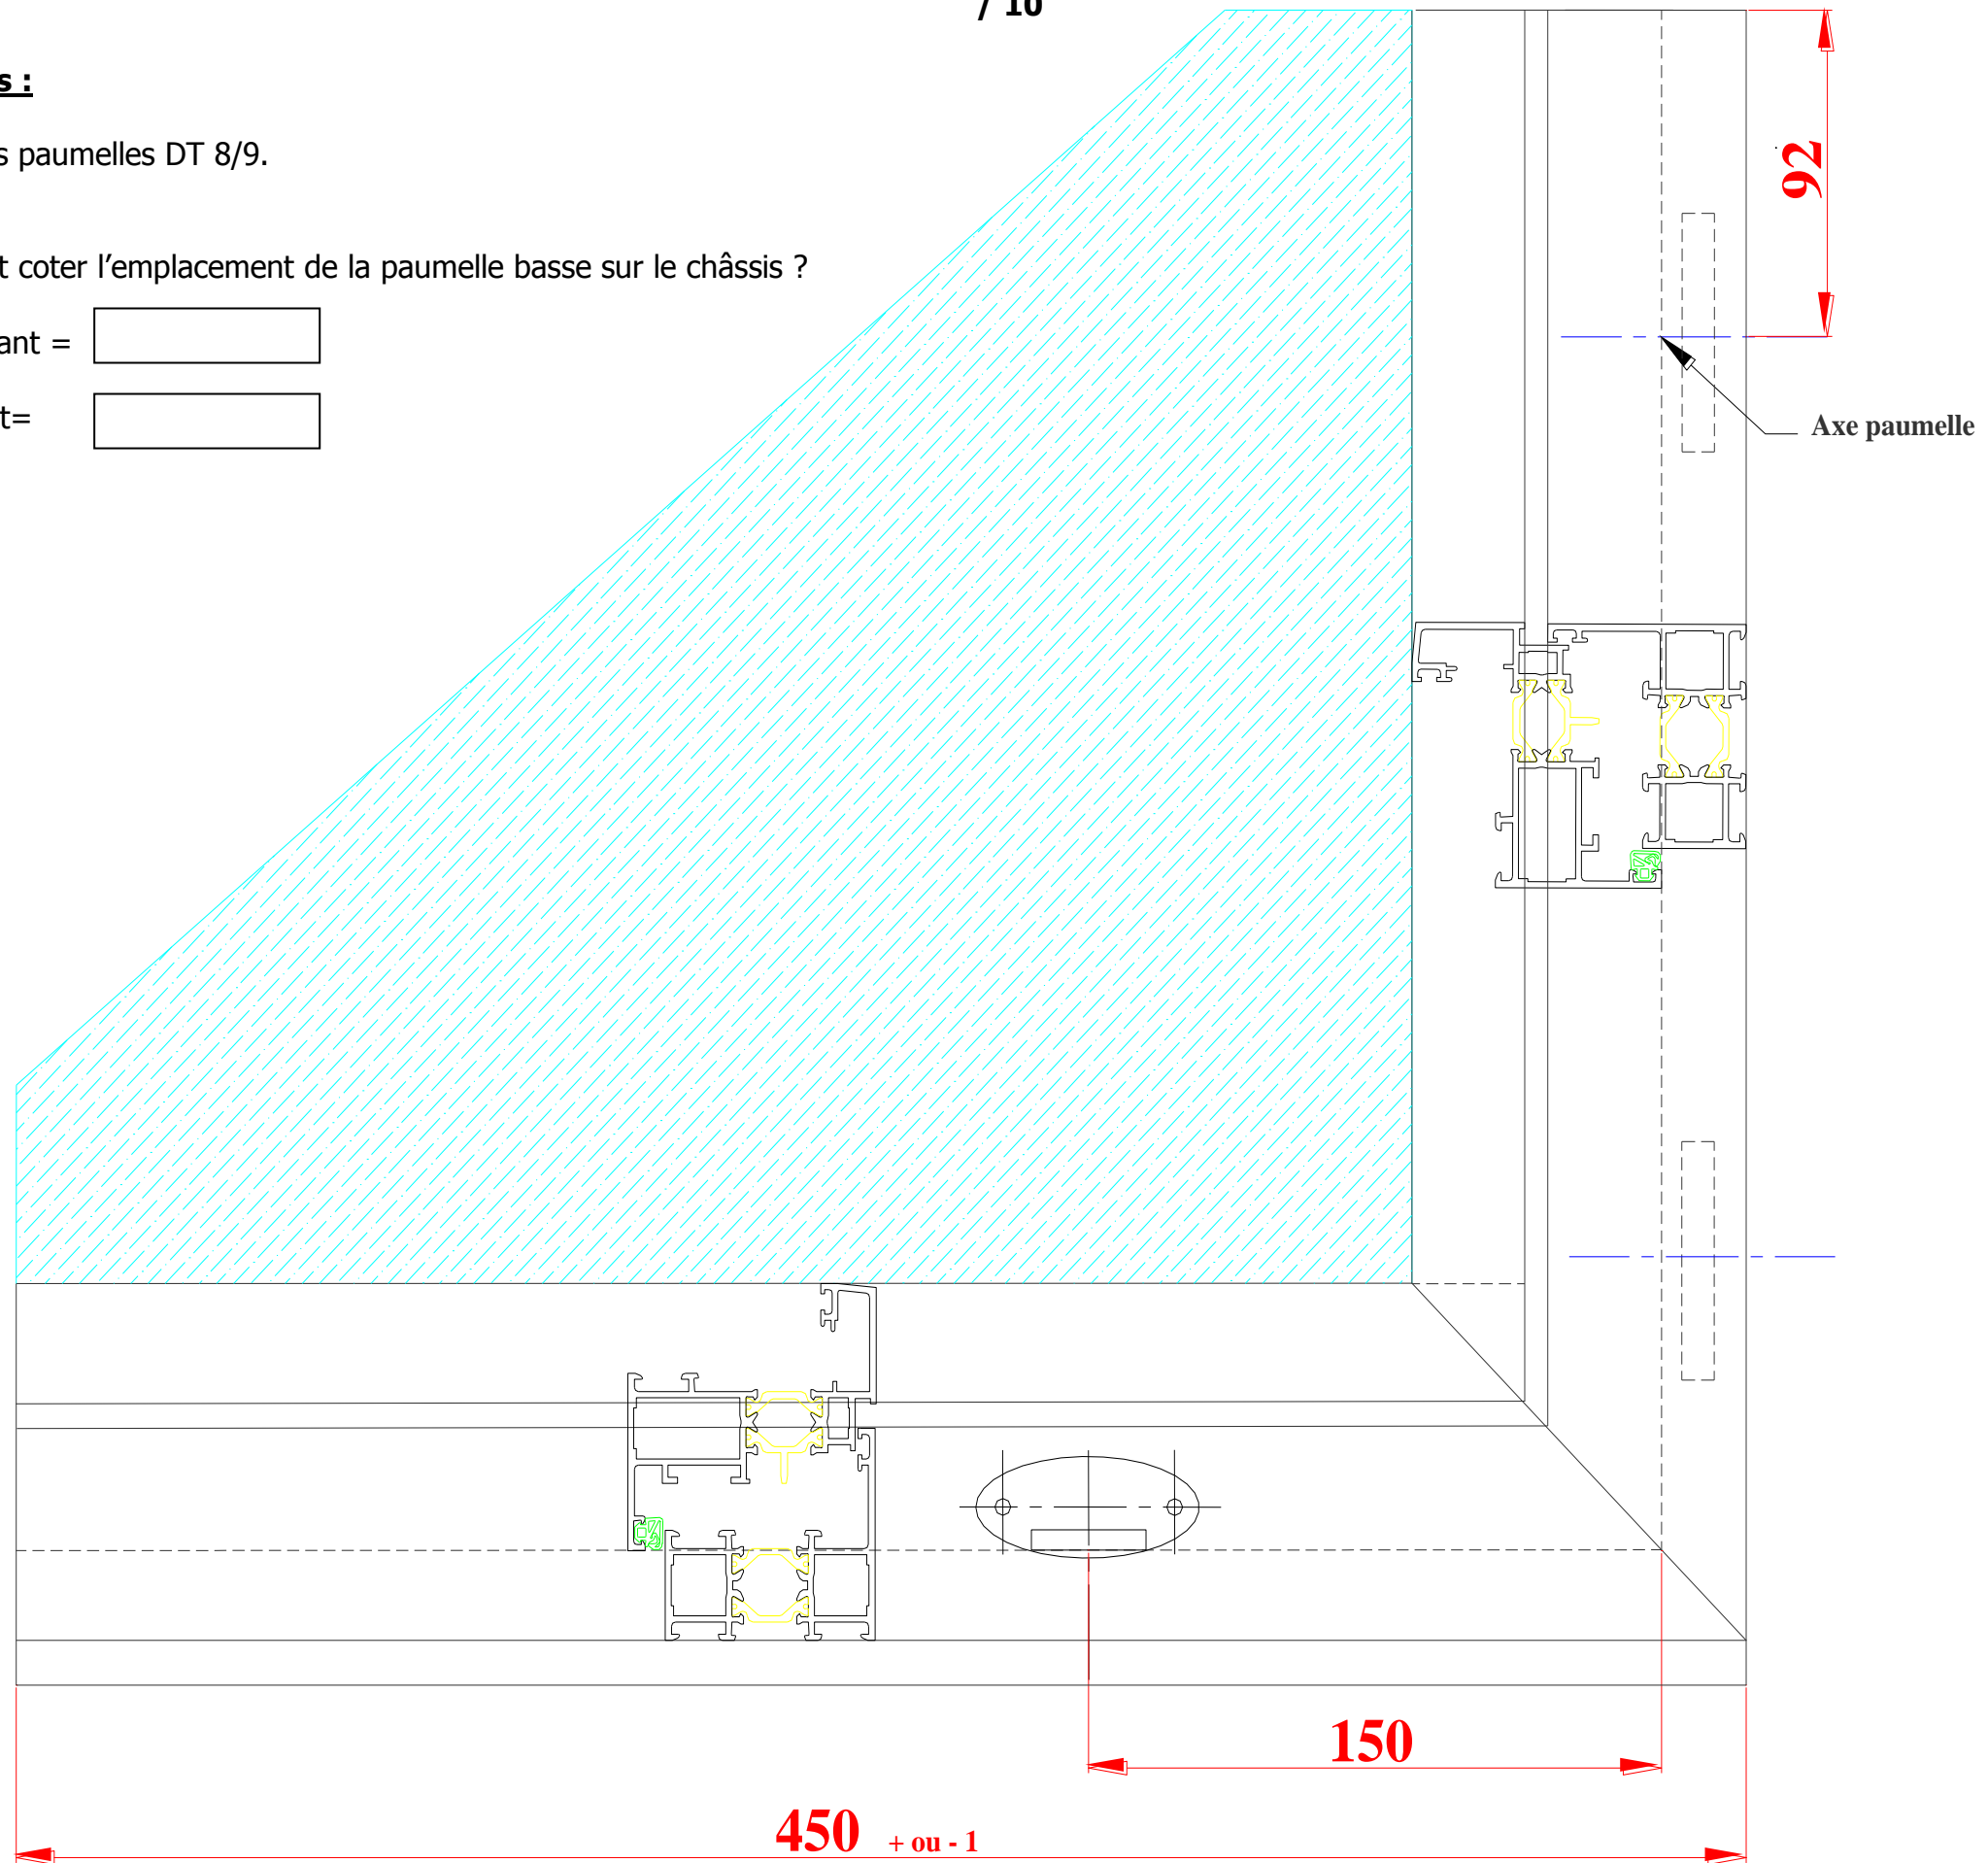 / 10
s :
s paumelles DT 8/9.
t coter l’emplacement de la paumelle basse sur le châssis ?
ant =
t=
92
Axe paumelle
150
450 + ou - 1